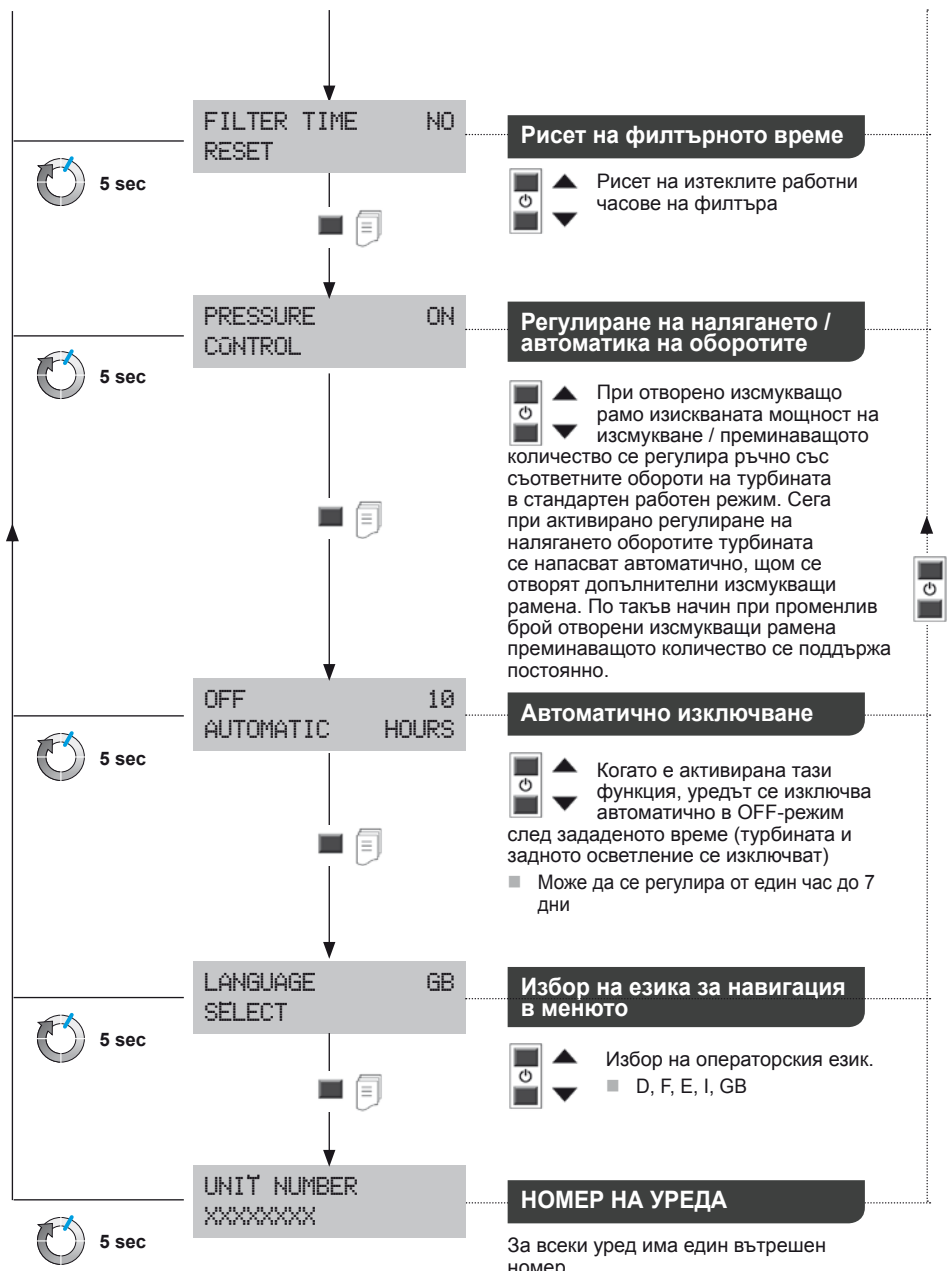 FILTER TIME NO
RESET
5 sec
Рисет на филтърното време
Рисет на изтеклите работни
часове на филтъра
PRESSURE ON
CONTROL
5 sec
Регулиране на налягането /
автоматика на оборотите
При отворено изсмукващо
рамо изискваната мощност на
изсмукване / преминаващото
количество се регулира ръчно със
съответните обороти на турбината
в стандартен работен режим. Сега
при активирано регулиране на
налягането оборотите турбината
се напасват автоматично, щом се
отворят допълнителни изсмукващи
рамена. По такъв начин при променлив
брой отворени изсмукващи рамена
преминаващото количество се поддържа
постоянно.
OFF 10
AUTOMATIC HOURS
5 sec
Автоматично изключване
Когато е активирана тази
функция, уредът се изключва
автоматично в OFF-режим
след зададеното време (турбината и
задното осветление се изключват)
Може да се регулира от един час до 7
дни
LANGUAGE GB
SELECT
5 sec
Избор на езика за навигация
в менюто
Избор на операторския език.
D, F, E, I, GB
UNIT NUMBER
XXXXXXXX
5 sec
НОМЕР НА УРЕДА
За всеки уред има един вътрешен
номер